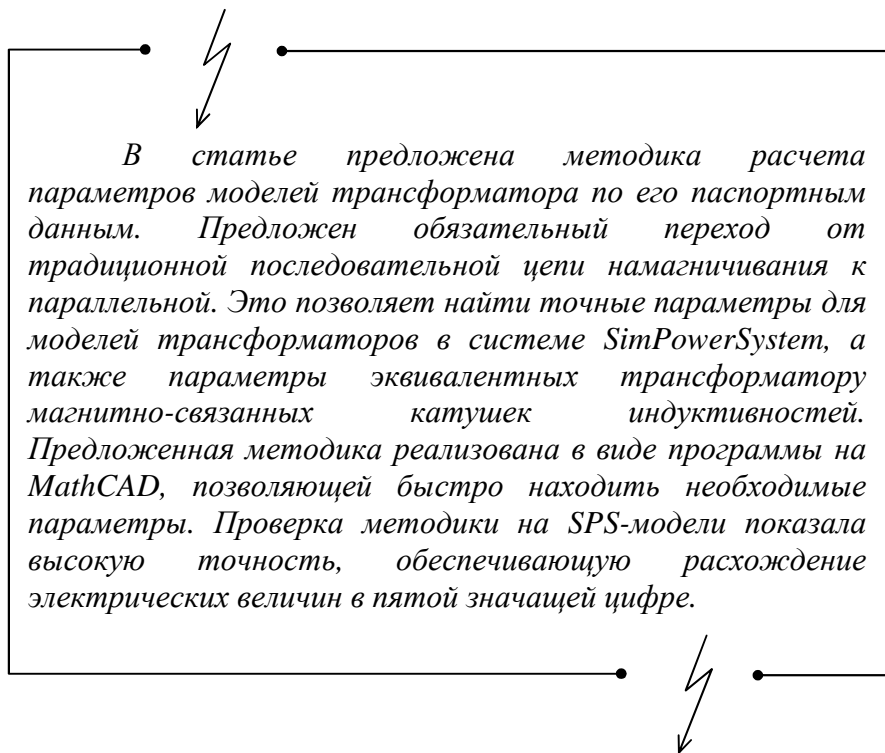 В статье предложена методика расчета
параметров моделей трансформатора по его паспортным
данным. Предложен обязательный переход от
традиционной последовательной цепи намагничивания к
параллельной. Это позволяет найти точные параметры для
моделей трансформаторов в системе SimPowerSystem, а
также параметры эквивалентных трансформатору
магнитно-связанных катушек индуктивностей.
Предложенная методика реализована в виде программы на
MathCAD, позволяющей быстро находить необходимые
параметры. Проверка методики на SPS-модели показала
высокую точность, обеспечивающую расхождение
электрических величин в пятой значащей цифре.